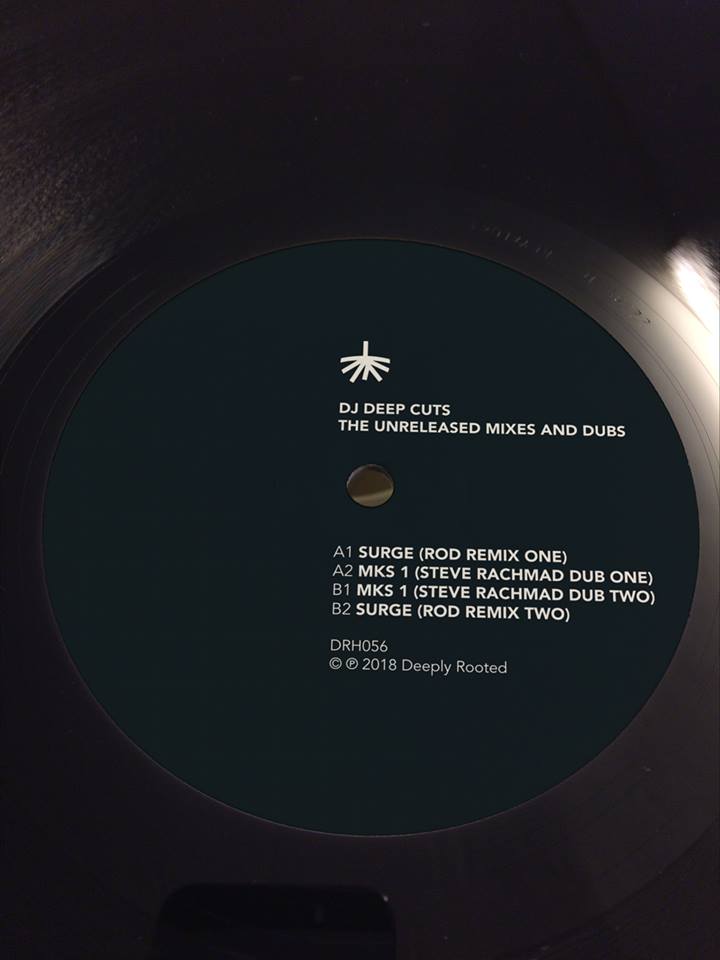 DJ DEEP CUTS
THE UNRELEASED MIXES AND DUBS
A1 SURGE (ROD REMIX ONE)
A2 MKS 1 (STEVE RACHMAD DUB ONE)
B1 MKS 1 (STEVE RACHMAD DUB TWO)
B2 SURGE (ROD REMIX TWO)
DRH056
© ℗ 2018 Deeply Rooted